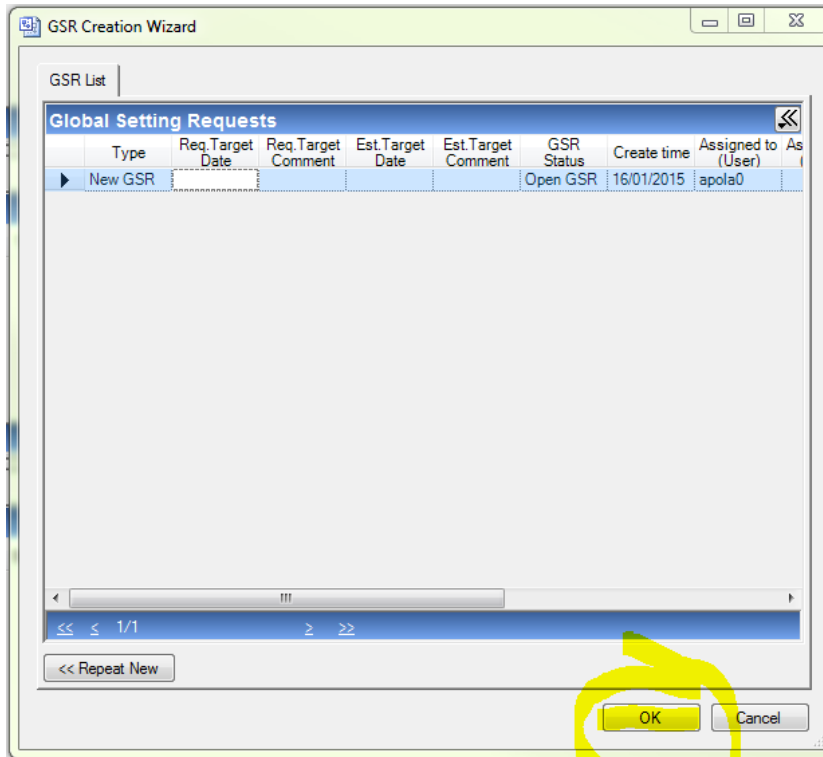 GSR Creation Wizard
GSR List
Global Setting Requests
Type Req.Target Date Req.Target Comment Est.Target Date Est.Target Comment GSR Status Create time Assigned to (User) As (
New GSR Open GSR 16/01/2015 apola0
<< < 1/1 > >>
<< Repeat New
OK Cancel